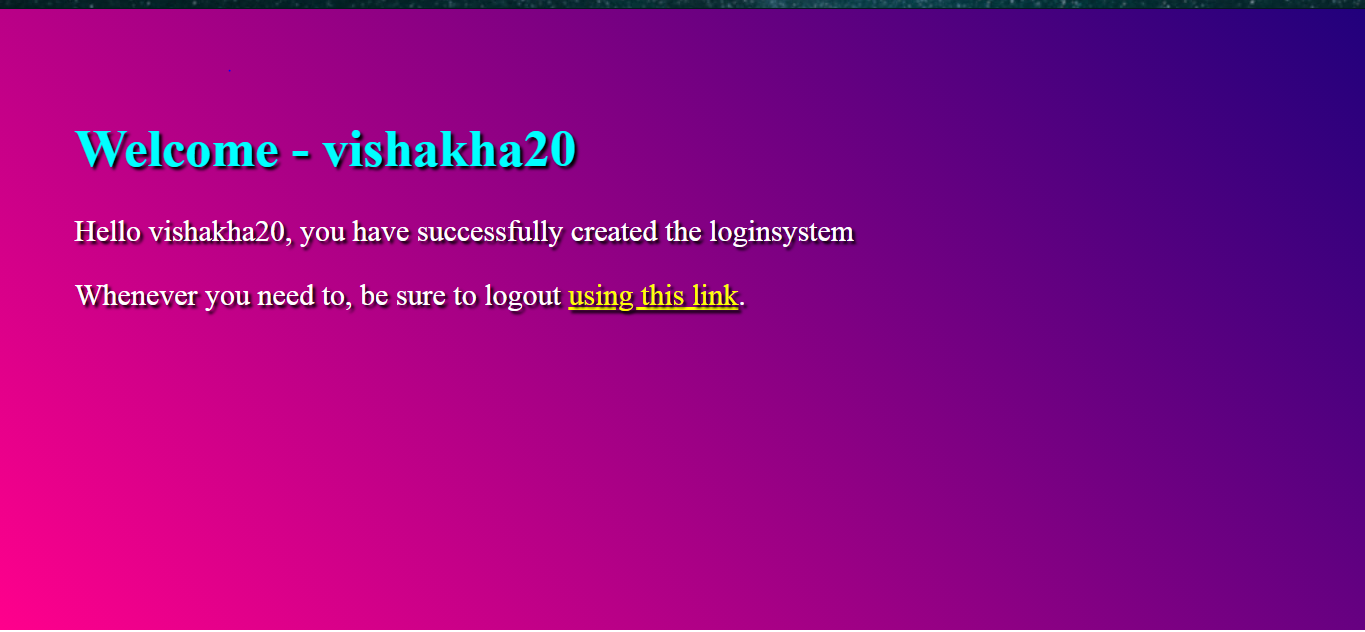 Welcome - vishakha20
Hello vishakha20, you have successfully created the loginsystem
Whenever you need to, be sure to logout using this link.